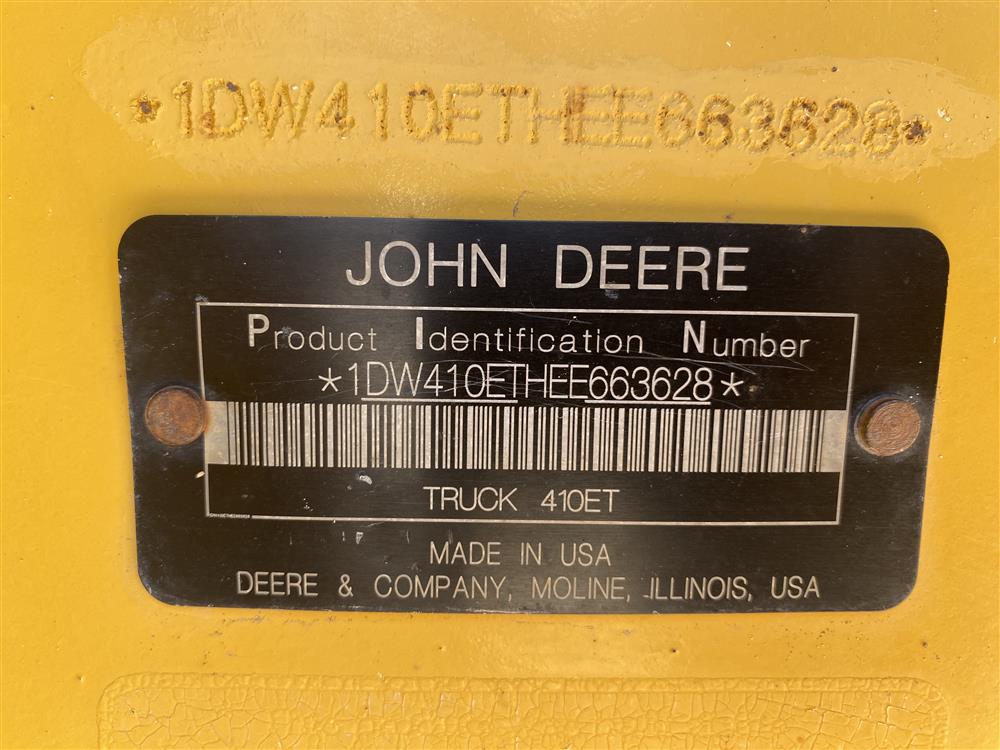 *1DW410ETHEE663628*
JOHN DEERE
Product Identification Number
*1DW410ETHEE663628*
TRUCK 410ET
MADE IN USA
DEERE & COMPANY, MOLINE, ILLINOIS, USA